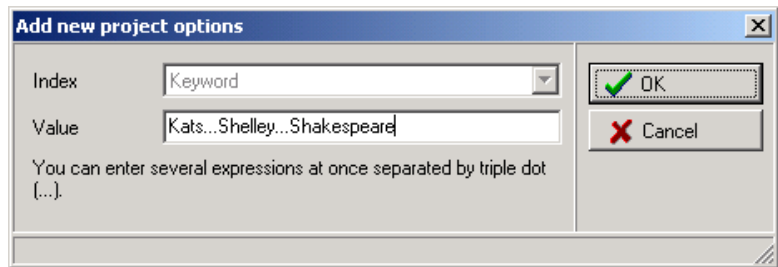 Add new project options
Index
Keyword
OK
Value
Kats...Shelley...Shakespeare
Cancel
You can enter several expressions at once separated by triple dot
(...).